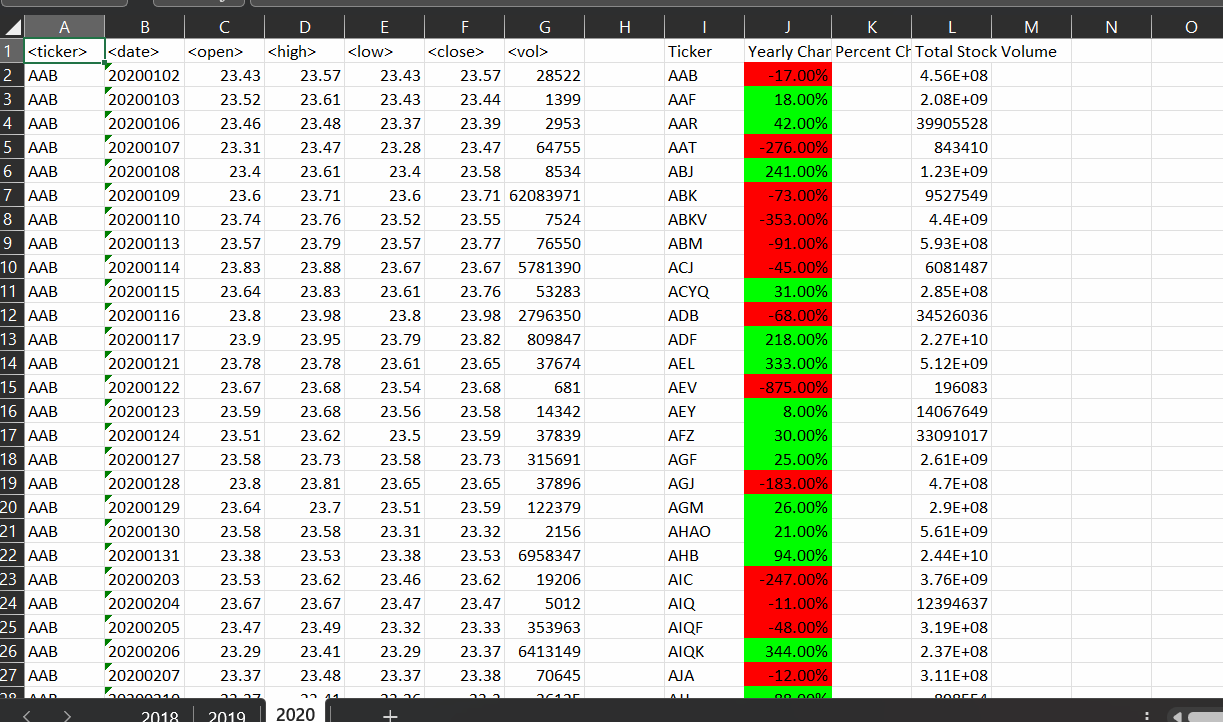 A B C D E F G H I J K L M N O
1 <ticker> <date> <open> <high> <low> <close> <vol> Ticker Yearly Char Percent Ch Total Stock Volume
2 AAB 20200102 23.43 23.57 23.43 23.57 28522 AAB -17.00% 4.56E+08
3 AAB 20200103 23.52 23.61 23.43 23.44 1399 AAF 18.00% 2.08E+09
4 AAB 20200106 23.46 23.48 23.37 23.39 2953 AAR 42.00% 39905528
5 AAB 20200107 23.31 23.47 23.28 23.47 64755 AAT -276.00% 843410
6 AAB 20200108 23.4 23.61 23.4 23.58 8534 ABJ 241.00% 1.23E+09
7 AAB 20200109 23.6 23.71 23.6 23.71 62083971 ABK -73.00% 9527549
8 AAB 20200110 23.74 23.76 23.52 23.55 7524 ABKV -353.00% 4.4E+09
9 AAB 20200113 23.57 23.79 23.57 23.77 76550 ABM -91.00% 5.93E+08
10 AAB 20200114 23.83 23.88 23.67 23.67 5781390 ACJ -45.00% 6081487
11 AAB 20200115 23.64 23.83 23.61 23.76 53283 ACYQ 31.00% 2.85E+08
12 AAB 20200116 23.8 23.98 23.8 23.98 2796350 ADB -68.00% 34526036
13 AAB 20200117 23.9 23.95 23.79 23.82 809847 ADF 218.00% 2.27E+10
14 AAB 20200121 23.78 23.78 23.61 23.65 37674 AEL 333.00% 5.12E+09
15 AAB 20200122 23.67 23.68 23.54 23.68 681 AEV -875.00% 196083
16 AAB 20200123 23.59 23.68 23.56 23.58 14342 AEY 8.00% 14067649
17 AAB 20200124 23.51 23.62 23.5 23.59 37839 AFZ 30.00% 33091017
18 AAB 20200127 23.58 23.73 23.58 23.73 315691 AGF 25.00% 2.61E+09
19 AAB 20200128 23.8 23.81 23.65 23.65 37896 AGJ -183.00% 4.7E+08
20 AAB 20200129 23.64 23.7 23.51 23.59 122379 AGM 26.00% 2.9E+08
21 AAB 20200130 23.58 23.58 23.31 23.32 2156 AHAO 21.00% 5.61E+09
22 AAB 20200131 23.38 23.53 23.38 23.53 6958347 AHB 94.00% 2.44E+10
23 AAB 20200203 23.53 23.62 23.46 23.62 19206 AIC -247.00% 3.76E+09
24 AAB 20200204 23.67 23.67 23.47 23.47 5012 AIQ -11.00% 12394637
25 AAB 20200205 23.47 23.49 23.32 23.33 353963 AIQF -48.00% 3.19E+08
26 AAB 20200206 23.29 23.41 23.29 23.37 6413149 AIQK 344.00% 2.37E+08
27 AAB 20200207 23.37 23.48 23.37 23.38 70645 AJA -12.00% 3.11E+08
28 AAB 20200210
2018 2019 2020 +